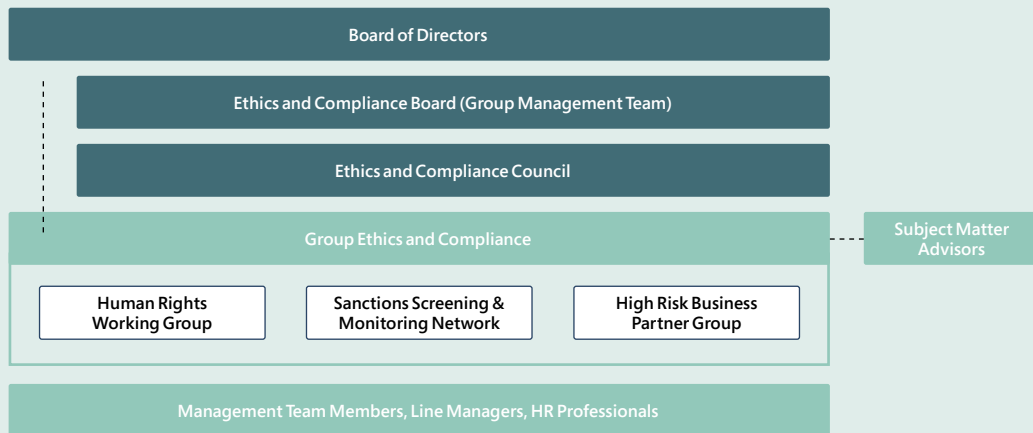 Board of Directors
Ethics and Compliance Board (Group Management Team)
Ethics and Compliance Council
Group Ethics and Compliance
Subject Matter
Advisors
Human Rights
Working Group
Sanctions Screening &
Monitoring Network
High Risk Business
Partner Group
Management Team Members, Line Managers, HR Professionals